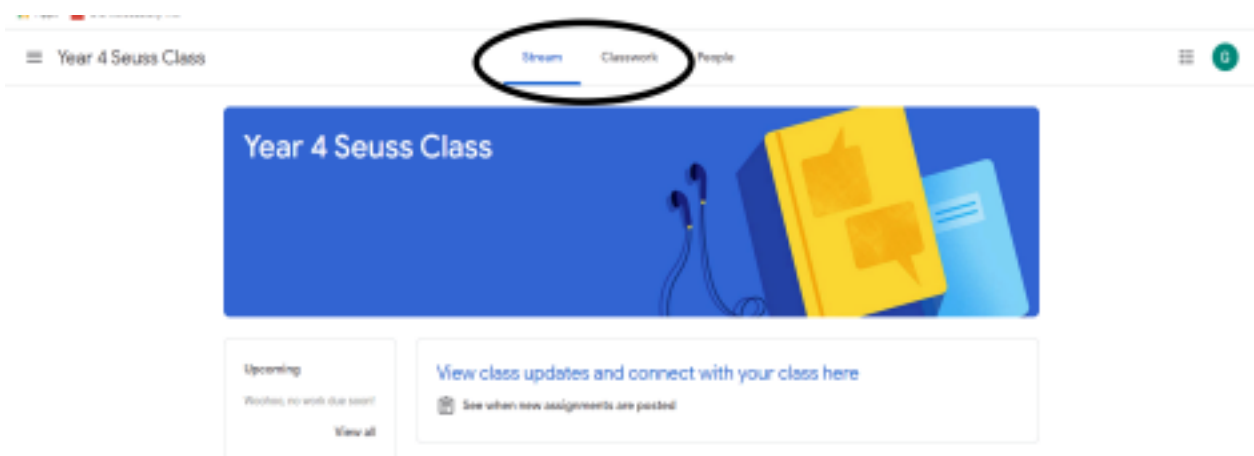 Year 4 Seuss Class
Stream Classwork People
G
Year 4 Seuss Class
Upcoming
Woohoo, no work due soon!
View all
View class updates and connect with your class here
See when new assignments are posted